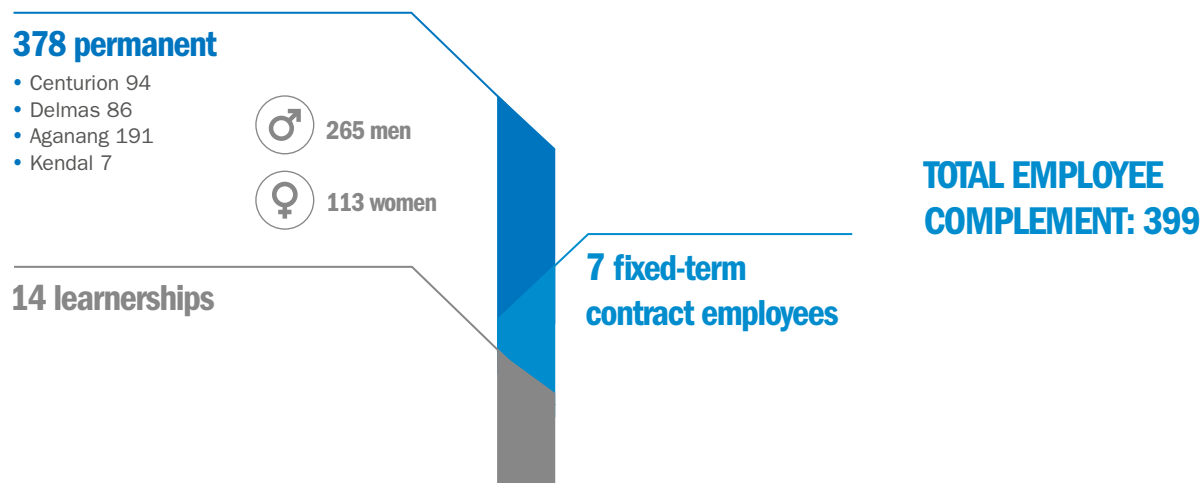 378 permanent
• Centurion 94
• Delmas 86
• Aganang 191
• Kendal 7
265 men
113 women
14 learnerships
7 fixed-term
contract employees
TOTAL EMPLOYEE
COMPLEMENT: 399